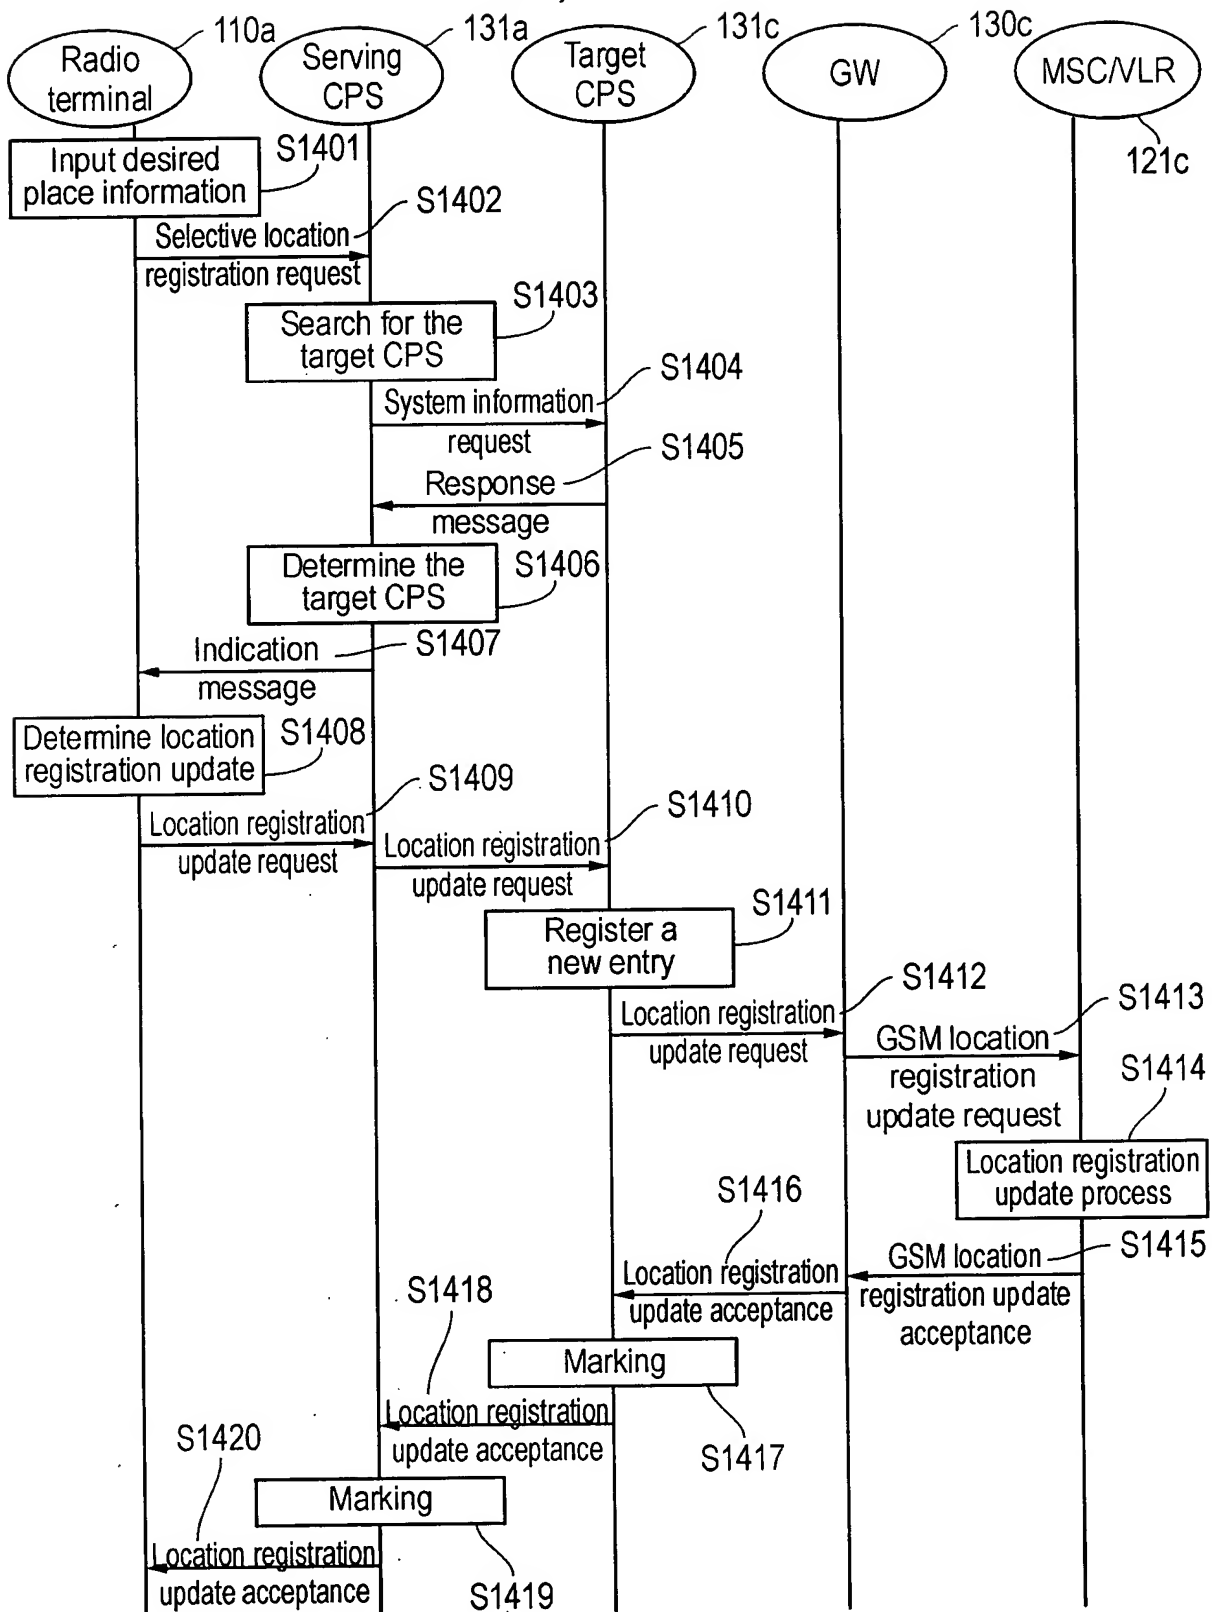 110a
131a
131c
130c
Radio
terminal
Serving
CPS
Target
CPS
GW
MSC/VLR
121c
Input desired
place information
S1401
S1402
Selective location
registration request
S1403
Search for the
target CPS
S1404
System information
request
S1405
Response
message
Determine the
target CPS
S1406
S1407
Indication
message
Determine location
registration update
S1408
S1409
Location registration
update request
S1410
Location registration
update request
S1411
Register a
new entry
S1412
Location registration
update request
S1413
GSM location
registration
update request
S1414
Location registration
update process
S1415
GSM location
registration update
acceptance
S1416
Location registration
update acceptance
Marking
S1417
S1418
Location registration
update acceptance
Marking
S1419
S1420
Location registration
update acceptance